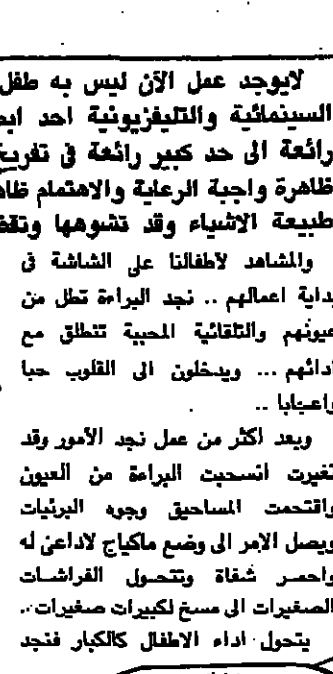 لايوجد عمل الآن ليس به طفل
السينمائية والتليفزيونية احد
رائعة الى حد كبير رائعة في تفريخ
ظاهرة واجبة الرعاية والاهتمام
طبيعة الاشياء وقد تشوهها
والمشاهد لاطفالنا على الشاشة في
بداية اعمالهم .. نجد البراءة تطل من
عيونهم والتلقائية المحببة تنطلق مع
ادائهم ... ويدخلون الى القلوب حبا
واعجابا ..
وبعد اكثر من عمل نجد الأمور وقد
تغيرت انسحبت البراءة من العيون
واقتحمت المساحيق وجوه البرئيات
ويصل الامر الى وضع ماكياج لاداعى له
واحمر شفاة وتتحول الفراشات
الصغيرات الى مسخ لكبيرات صغيرات ..
يتحول اداء الاطفال كالكبار فنجد